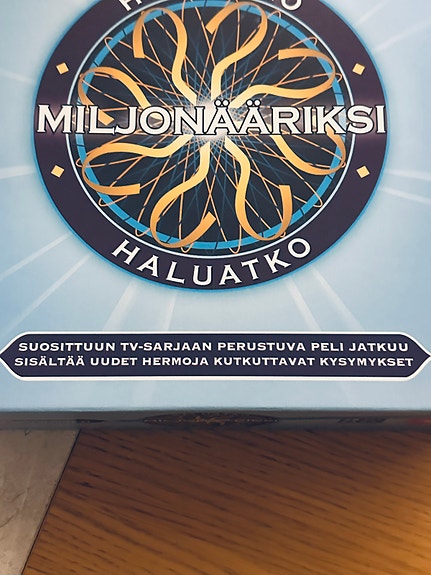 MILJONÄÄRIKSI
HALUATKO
SUOSITTUUN TV-SARJAAN PERUSTUVA PELI JATKUU
SISÄLTÄÄ UUDET HERMOJA KUTKUTTAVAT KYSYMYKSET